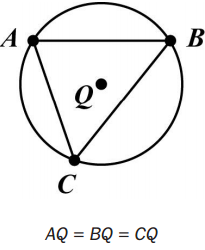 A B
Q
C
AQ = BQ = CQ